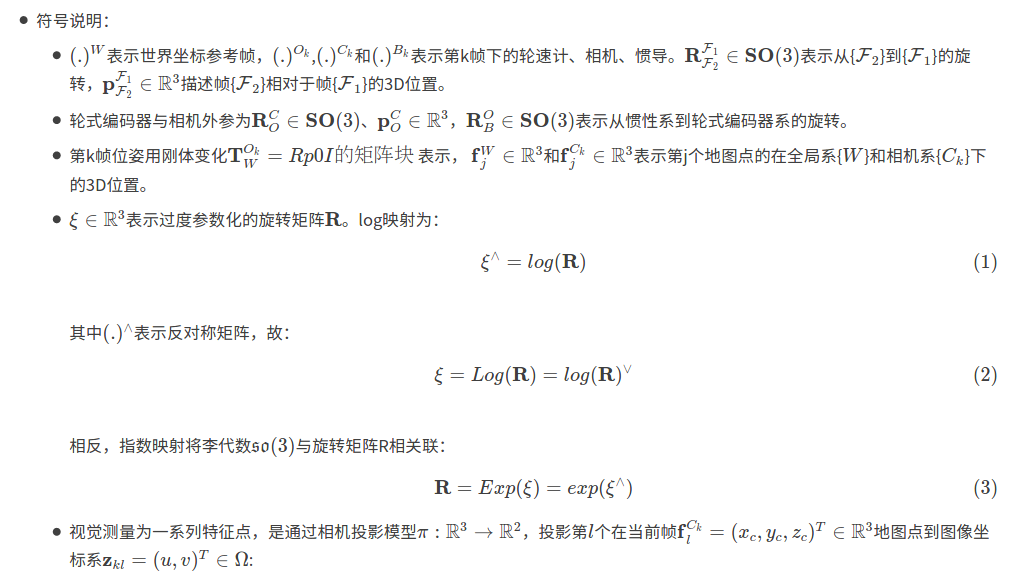 ● 符号说明：
● $(.)^W$表示世界坐标参考帧，$(.)^{O_k}$,$(.)^{C_k}$和$(.)^{B_k}$表示第k帧下的轮速计、相机、惯导。$\mathbf{R}^{\mathcal{F}_1}_{\mathcal{F}_2} \in \mathbf{SO}(3)$表示从{$\mathcal{F}_2$}到{$\mathcal{F}_1$}的旋
转，$\mathbf{p}^{\mathcal{F}_1}_{\mathcal{F}_2} \in \mathbb{R}^3$描述帧{$\mathcal{F}_2$}相对于帧{$\mathcal{F}_1$}的3D位置。
● 轮式编码器与相机外参为$\mathbf{R}^C_O \in \mathbf{SO}(3)$、$\mathbf{p}^C_O \in \mathbb{R}^3$，$\mathbf{R}^O_B \in \mathbf{SO}(3)$表示从惯性系到轮式编码器系的旋转。
● 第k帧位姿用刚体变化$\mathbf{T}^{O_k}_W = Rp0I的矩阵块$ 表示， $\mathbf{f}^W_j \in \mathbb{R}^3$和$\mathbf{f}^{C_k}_j \in \mathbb{R}^3$表示第j个地图点的在全局系{$W$}和相机系{$C_k$}下
的3D位置。
● $\xi \in \mathbb{R}^3$表示过度参数化的旋转矩阵$\mathbf{R}$。log映射为：
$\xi^\wedge = log(\mathbf{R})$ (1)
其中$(.)^\wedge$表示反对称矩阵，故：
$\xi = Log(\mathbf{R}) = log(\mathbf{R})^\vee$ (2)
相反，指数映射将李代数$\mathfrak{so}(3)$与旋转矩阵R相关联：
$\mathbf{R} = Exp(\xi) = exp(\xi^\wedge)$ (3)
● 视觉测量为一系列特征点，是通过相机投影模型$\pi : \mathbb{R}^3 \to \mathbb{R}^2$，投影第$l$个在当前帧$\mathbf{f}^{C_k}_l = (x_c, y_c, z_c)^T \in \mathbb{R}^3$地图点到图像坐
标系$\mathbf{z}_{kl} = (u, v)^T \in \Omega$: